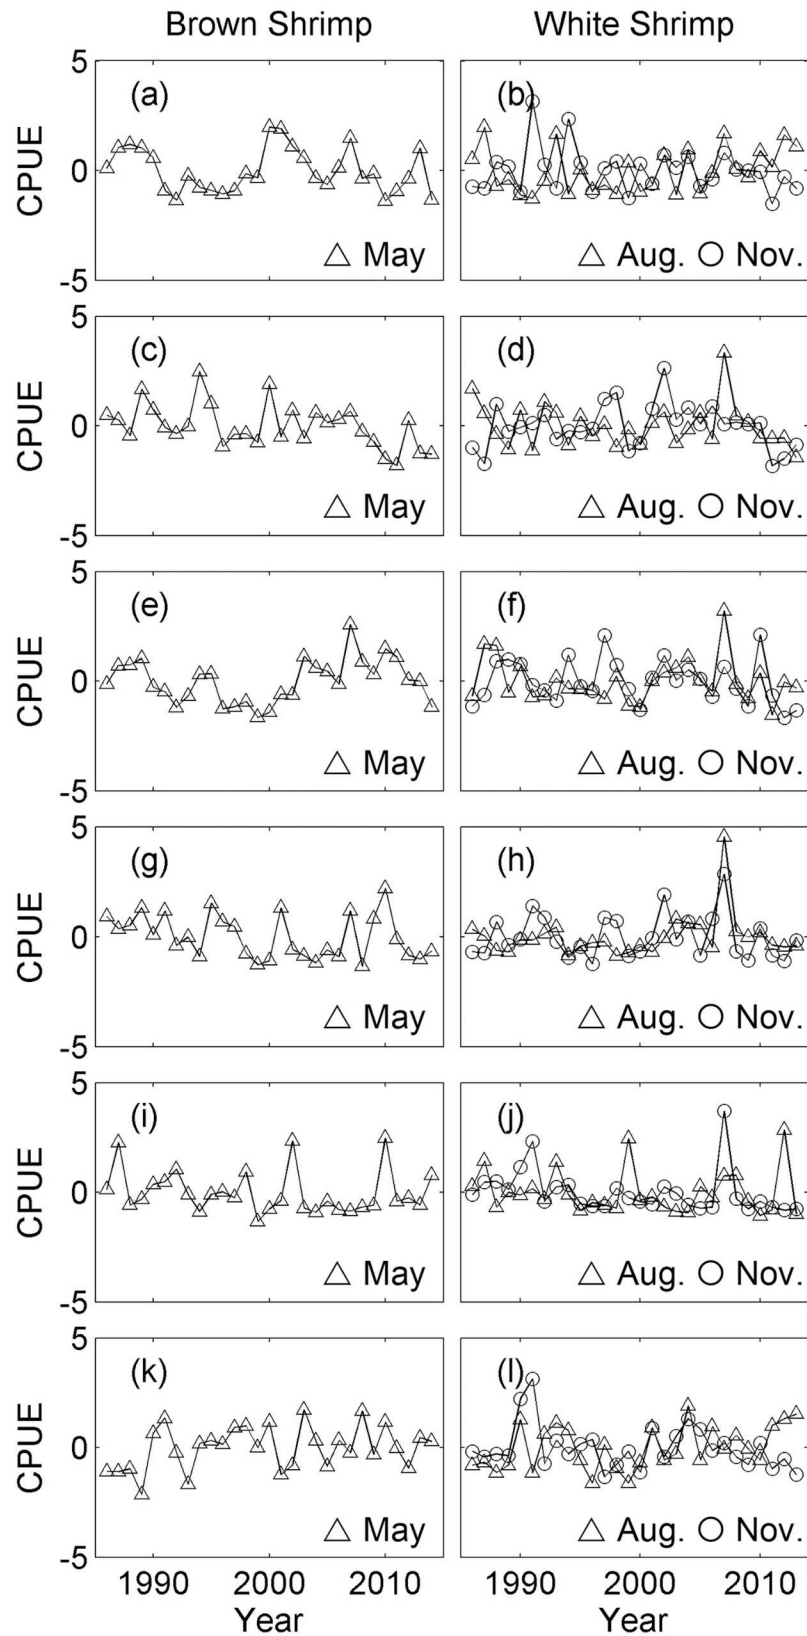 Brown Shrimp White Shrimp
5
(a) (b)
CPUE 0
△ May △ Aug. ○ Nov.
-5
5
(c) (d)
CPUE 0
△ May △ Aug. ○ Nov.
-5
5
(e) (f)
CPUE 0
△ May △ Aug. ○ Nov.
-5
5
(g) (h)
CPUE 0
△ May △ Aug. ○ Nov.
-5
5
(i) (j)
CPUE 0
△ May △ Aug. ○ Nov.
-5
5
(k) (l)
CPUE 0
△ May △ Aug. ○ Nov.
-5
1990 2000 2010 1990 2000 2010
Year Year